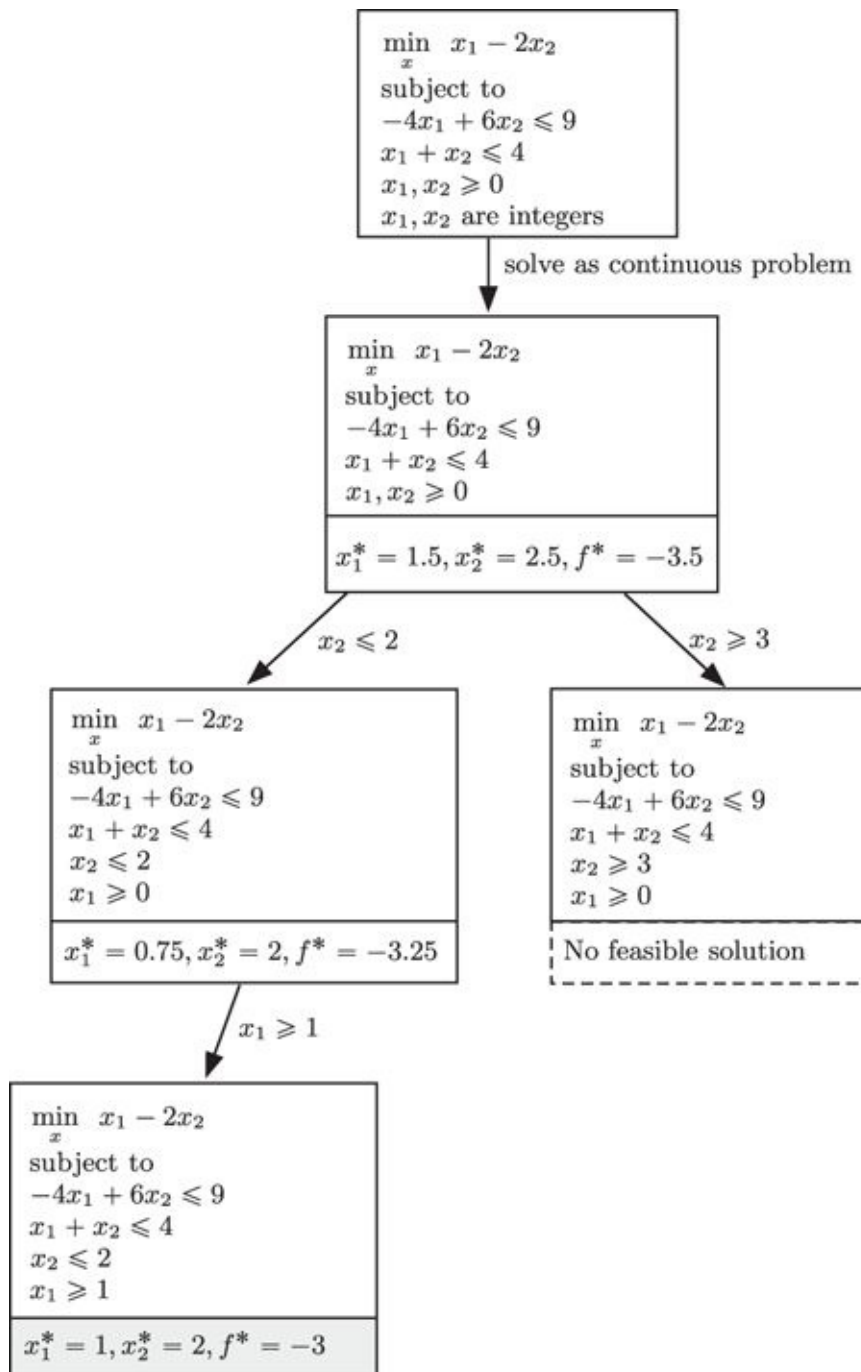 min x₁ − 2x₂
x
subject to
−4x₁ + 6x₂ ⩽ 9
x₁ + x₂ ⩽ 4
x₁, x₂ ⩾ 0
x₁, x₂ are integers
solve as continuous problem
min x₁ − 2x₂
x
subject to
−4x₁ + 6x₂ ⩽ 9
x₁ + x₂ ⩽ 4
x₁, x₂ ⩾ 0
x₁* = 1.5, x₂* = 2.5, f* = −3.5
x₂ ⩽ 2
x₂ ⩾ 3
min x₁ − 2x₂
x
subject to
−4x₁ + 6x₂ ⩽ 9
x₁ + x₂ ⩽ 4
x₂ ⩽ 2
x₁ ⩾ 0
x₁* = 0.75, x₂* = 2, f* = −3.25
min x₁ − 2x₂
x
subject to
−4x₁ + 6x₂ ⩽ 9
x₁ + x₂ ⩽ 4
x₂ ⩾ 3
x₁ ⩾ 0
No feasible solution
x₁ ⩾ 1
min x₁ − 2x₂
x
subject to
−4x₁ + 6x₂ ⩽ 9
x₁ + x₂ ⩽ 4
x₂ ⩽ 2
x₁ ⩾ 1
x₁* = 1, x₂* = 2, f* = −3